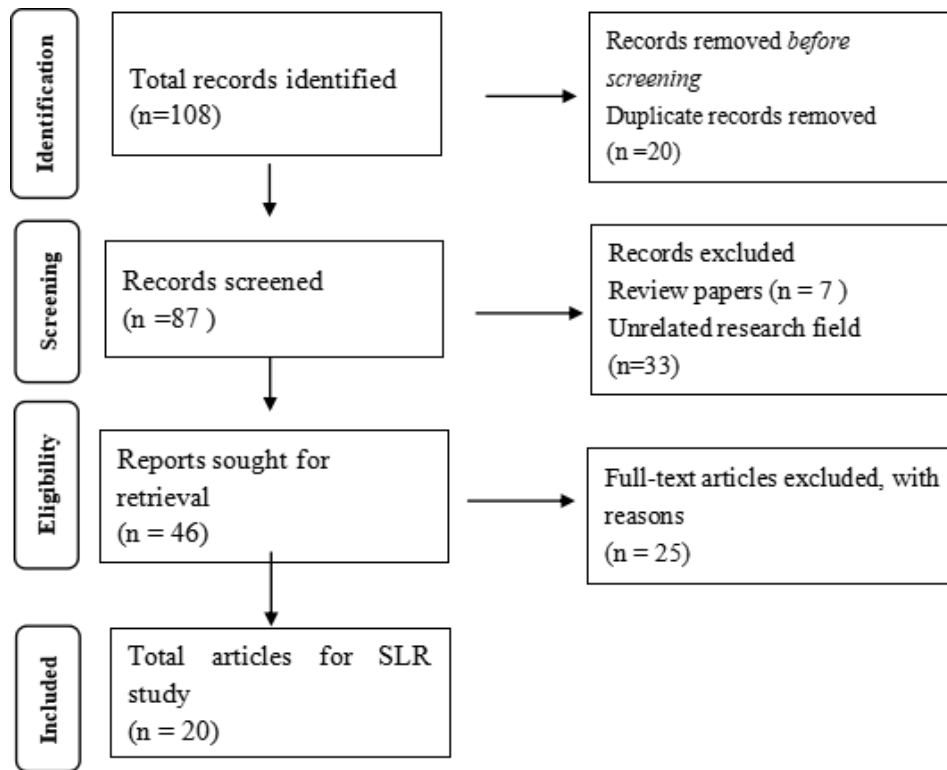 Identification
Total records identified
(n=108)
Records removed before
screening
Duplicate records removed
(n =20)
Screening
Records screened
(n =87 )
Records excluded
Review papers (n = 7 )
Unrelated research field
(n=33)
Eligibility
Reports sought for
retrieval
(n = 46)
Full-text articles excluded, with
reasons
(n = 25)
Included
Total articles for SLR
study
(n = 20)